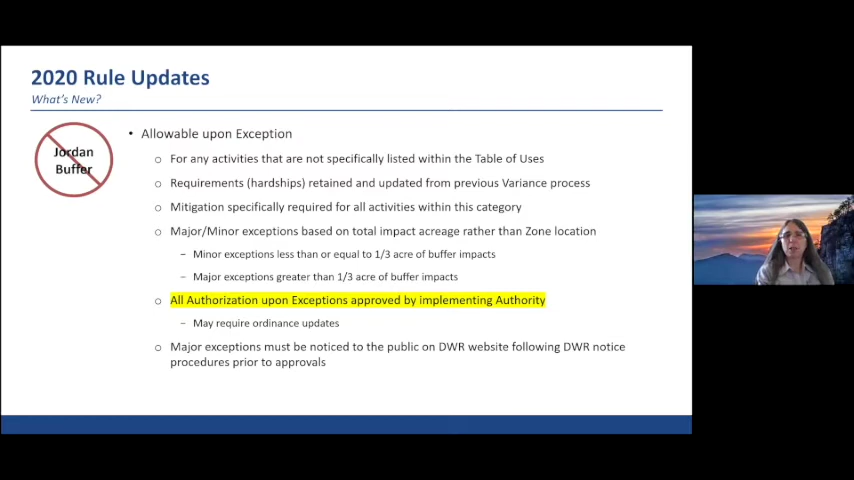 2020 Rule Updates
What's New?
Jordan
Buffer
• Allowable upon Exception
o For any activities that are not specifically listed within the Table of Uses
o Requirements (hardships) retained and updated from previous Variance process
o Mitigation specifically required for all activities within this category
o Major/Minor exceptions based on total impact acreage rather than Zone location
− Minor exceptions less than or equal to 1/3 acre of buffer impacts
− Major exceptions greater than 1/3 acre of buffer impacts
o All Authorization upon Exceptions approved by implementing Authority
− May require ordinance updates
o Major exceptions must be noticed to the public on DWR website following DWR notice
procedures prior to approvals